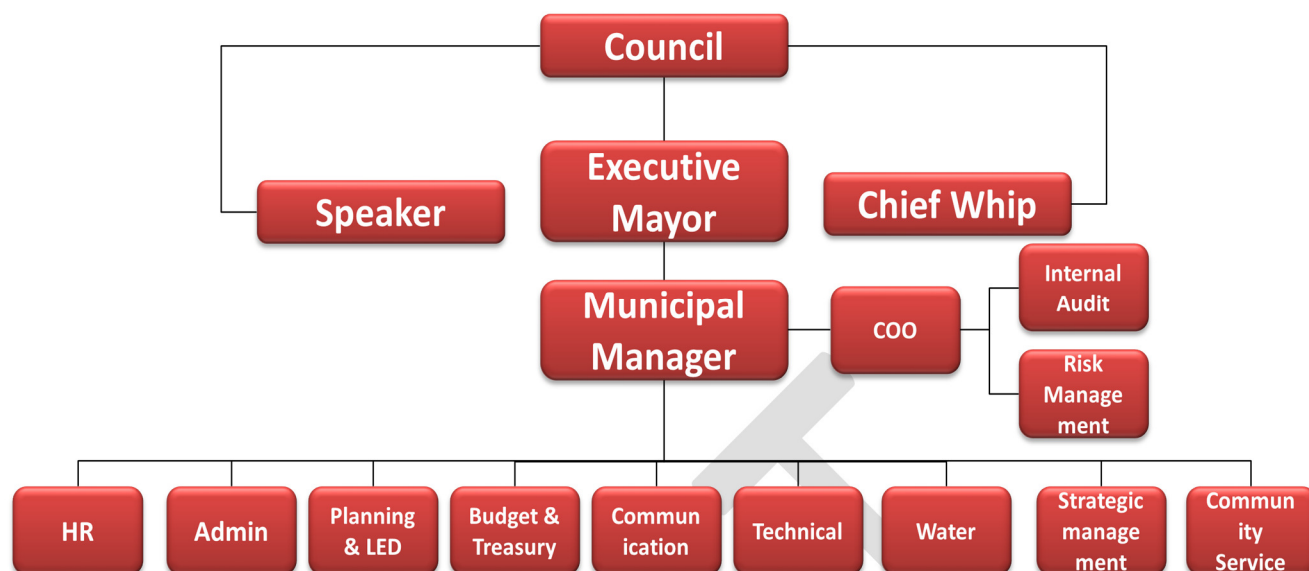 Council
Executive
Mayor
Speaker
Chief Whip
Municipal
Manager
COO
Internal
Audit
Risk
Manage
ment
HR
Admin
Planning
& LED
Budget &
Treasury
Commun
ication
Technical
Water
Strategic
manage
ment
Commun
ity
Service